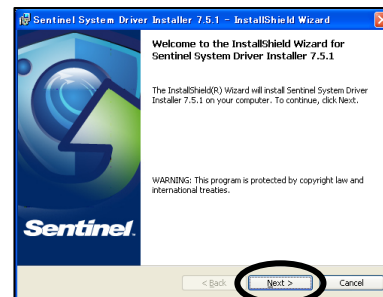 Sentinel System Driver Installer 7.5.1 - InstallShield Wizard
Welcome to the InstallShield Wizard for
Sentinel System Driver Installer 7.5.1
The InstallShield(R) Wizard will install Sentinel System Driver
Installer 7.5.1 on your computer. To continue, click Next.
WARNING: This program is protected by copyright law and
international treaties.
Sentinel.
< Back
Next >
Cancel